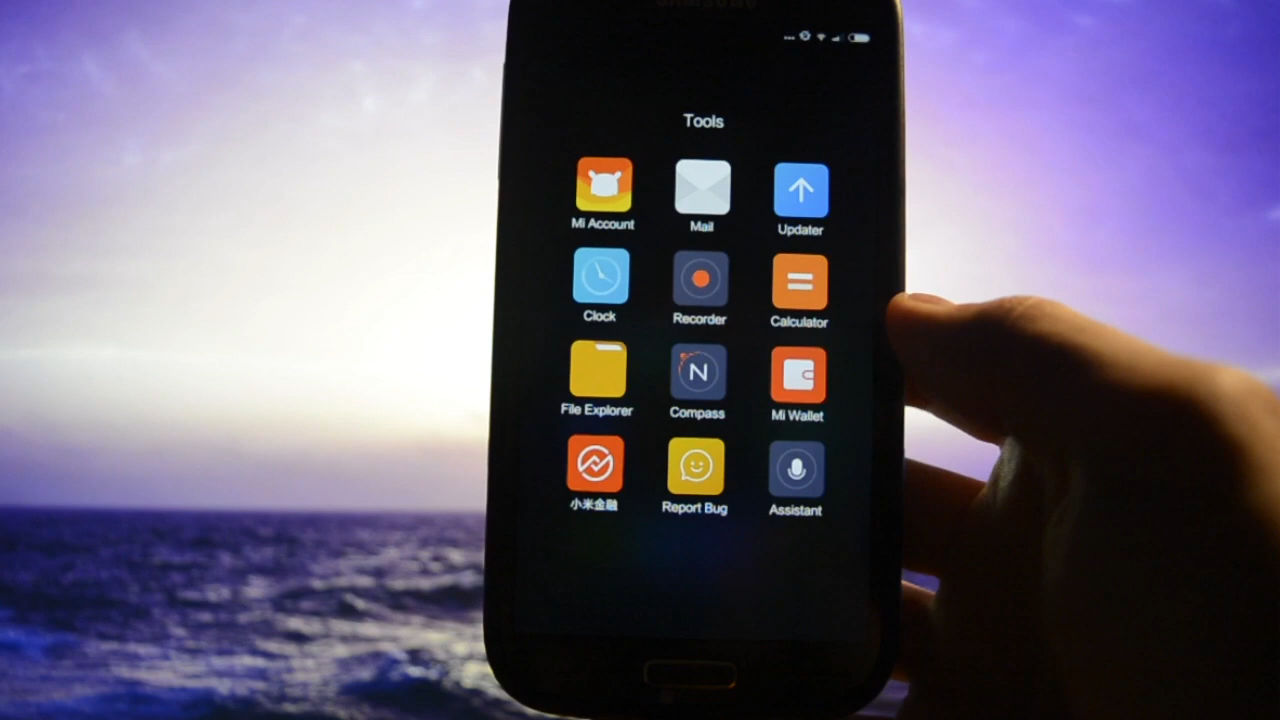 SAMSUNG
Tools
Mi Account
Mail
Updater
Clock
Recorder
Calculator
File Explorer
N
Compass
Mi Wallet
小米金融
Report Bug
Assistant